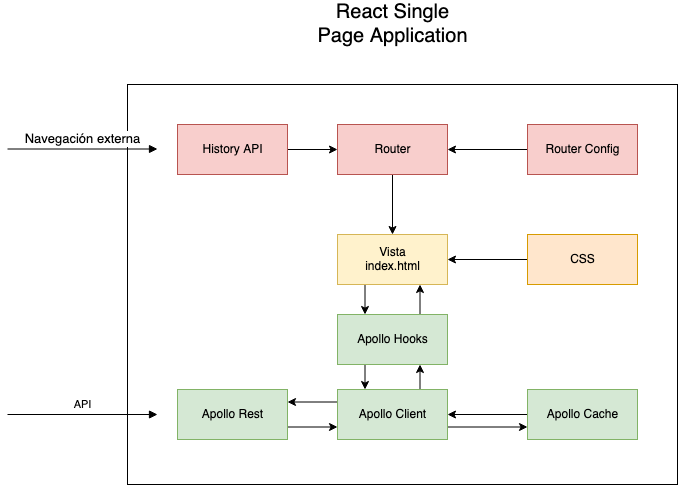 React Single
Page Application
Navegación externa
History API
Router
Router Config
Vista
index.html
CSS
Apollo Hooks
API
Apollo Rest
Apollo Client
Apollo Cache